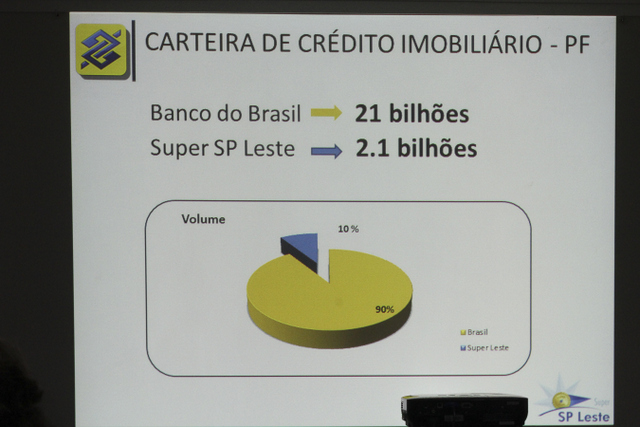 CARTEIRA DE CRÉDITO IMOBILIÁRIO - PF
Banco do Brasil 21 bilhões
Super SP Leste 2.1 bilhões
Volume
10 %
90%
Brasil
Super Leste
Super
SP Leste